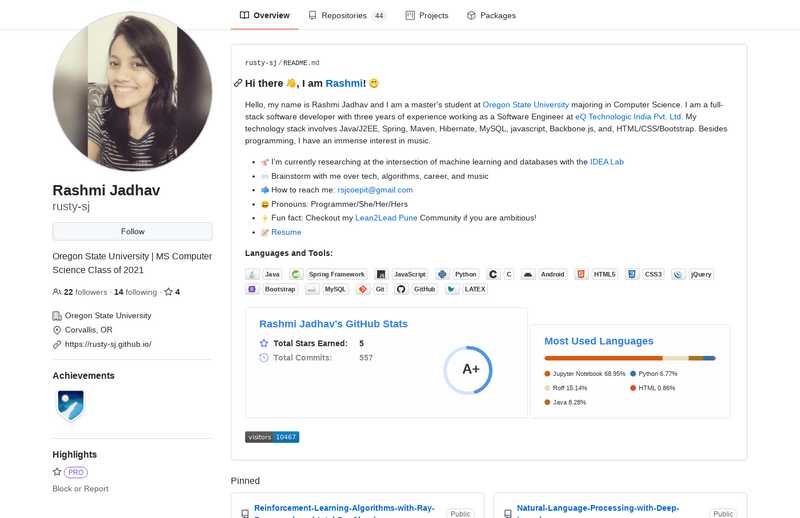 Overview
Repositories 44
Projects
Packages
Rashmi Jadhav
rusty-sj
Follow
Oregon State University | MS Computer
Science Class of 2021
22 followers · 14 following · 4
Oregon State University
Corvallis, OR
https://rusty-sj.github.io/
Achievements
Highlights
PRO
Block or Report
rusty-sj / README.md
Hi there 👋, I am Rashmi! 😁
Hello, my name is Rashmi Jadhav and I am a master's student at Oregon State University majoring in Computer Science. I am a full-
stack software developer with three years of experience working as a Software Engineer at eQ Technologic India Pvt. Ltd. My
technology stack involves Java/J2EE, Spring, Maven, Hibernate, MySQL, javascript, Backbone.js, and, HTML/CSS/Bootstrap. Besides
programming, I have an immense interest in music.
I'm currently researching at the intersection of machine learning and databases with the IDEA Lab
Brainstorm with me over tech, algorithms, career, and music
How to reach me: rsjcoepit@gmail.com
Pronouns: Programmer/She/Her/Hers
Fun fact: Checkout my Lean2Lead Pune Community if you are ambitious!
Resume
Languages and Tools:
Java Spring Framework JavaScript Python C Android HTML5 CSS3 jQuery
Bootstrap MySQL Git GitHub LATEX
Rashmi Jadhav's GitHub Stats
Total Stars Earned: 5
Total Commits: 557
A+
Most Used Languages
Jupyter Notebook 68.95% Python 6.77%
Roff 15.14% HTML 0.86%
Java 8.28%
visitors 10467
Pinned
Reinforcement-Learning-Algorithms-with-Ray- Public
Natural-Language-Processing-with-Deep- Public